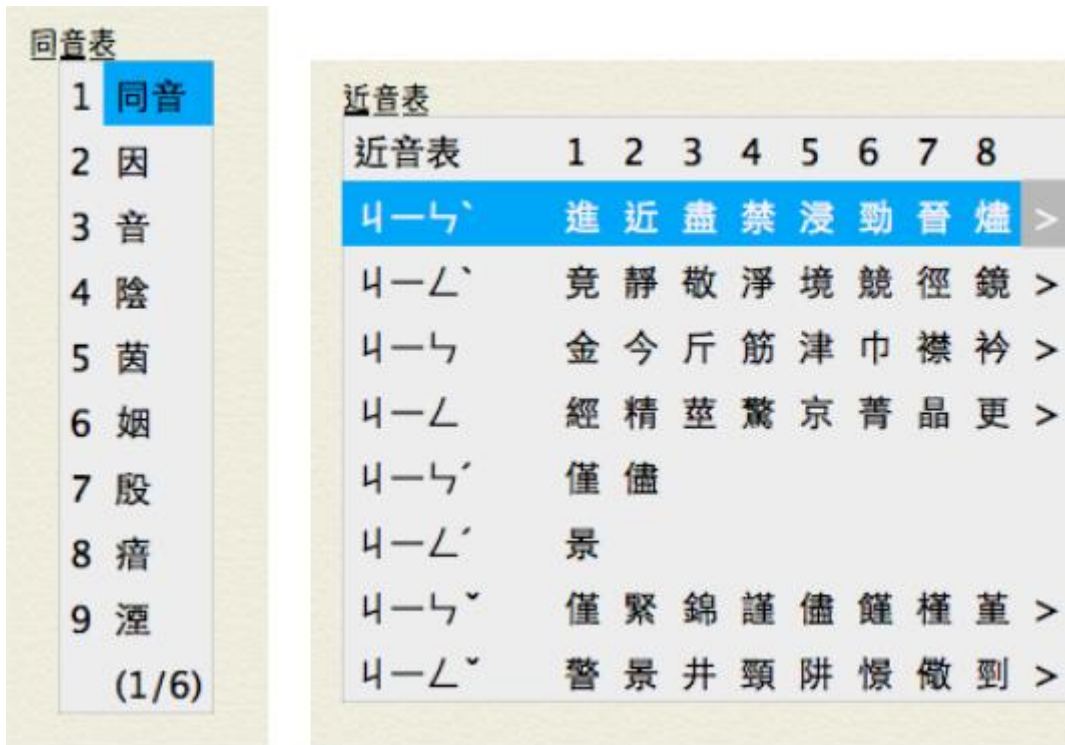 同音表
1 同音
2 因
3 音
4 陰
5 茵
6 姻
7 殷
8 瘖
9 湮
(1/6)
近音表
近音表 1 2 3 4 5 6 7 8
ㄐㄧㄣˋ 進 近 盡 禁 浸 勁 晉 燼 >
ㄐㄧㄥˋ 竟 靜 敬 淨 境 競 徑 鏡 >
ㄐㄧㄣ 金 今 斤 筋 津 巾 襟 衿 >
ㄐㄧㄥ 經 精 莖 驚 京 菁 晶 更 >
ㄐㄧㄣˊ 僅 儘
ㄐㄧㄥˊ 景
ㄐㄧㄣˇ 僅 緊 錦 謹 儘 饉 槿 堇 >
ㄐㄧㄥˇ 警 景 井 頸 阱 憬 儆 剄 >